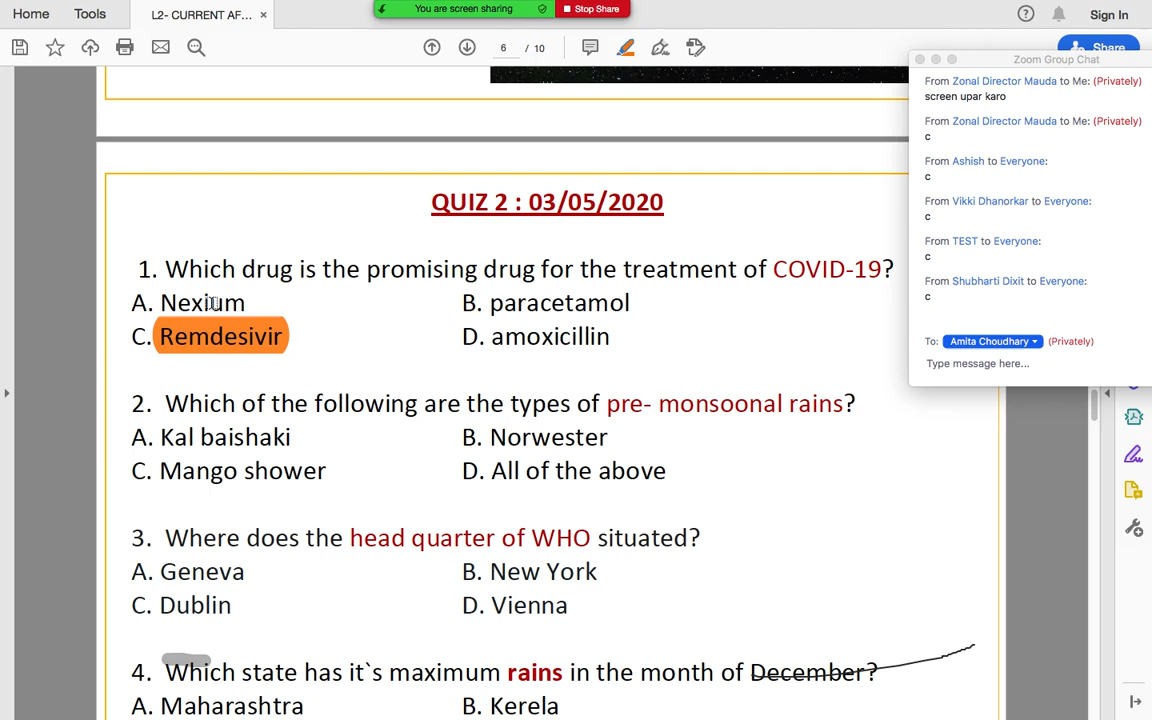 Home Tools L2- CURRENT AF... × You are screen sharing Stop Share Sign In
6 / 10 Share
QUIZ 2 : 03/05/2020
1. Which drug is the promising drug for the treatment of COVID-19?
A. Nexium B. paracetamol
C. Remdesivir D. amoxicillin
2. Which of the following are the types of pre- monsoonal rains?
A. Kal baishaki B. Norwester
C. Mango shower D. All of the above
3. Where does the head quarter of WHO situated?
A. Geneva B. New York
C. Dublin D. Vienna
4. Which state has it`s maximum rains in the month of December?
A. Maharashtra B. Kerela
Zoom Group Chat
From Zonal Director Mauda to Me: (Privately)
screen upar karo
From Zonal Director Mauda to Me: (Privately)
c
From Ashish to Everyone:
c
From Vikki Dhanorkar to Everyone:
c
From TEST to Everyone:
c
From Shubharti Dixit to Everyone:
c
To: Amita Choudhary (Privately)
Type message here...